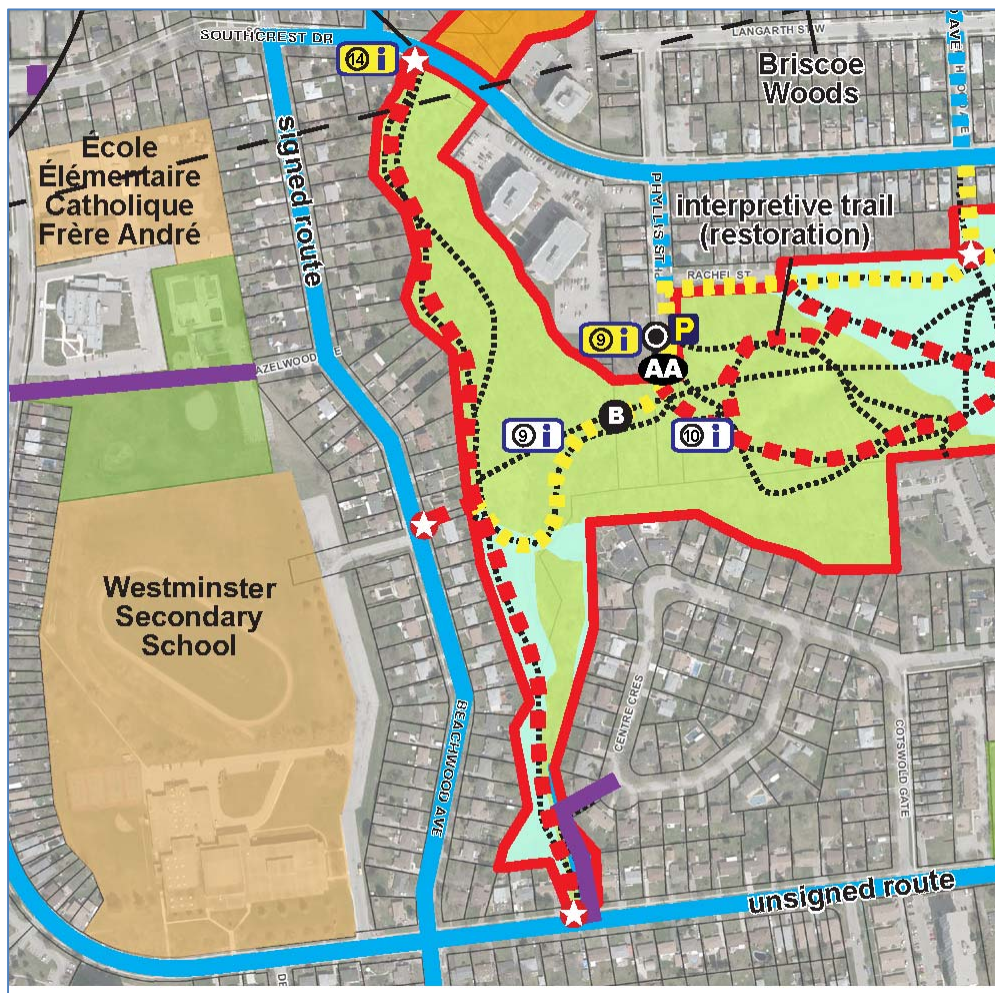 SOUTHCREST DR
14 i
LANGARTH ST W
Briscoe
Woods
École
Élémentaire
Catholique
Frère André
signed route
PHYLLIS ST
interpretive trail
(restoration)
RACHEL ST
9 i
P
AA
B
9 i
10 i
Westminster
Secondary
School
CENTRE CRES
COTSWOLD GATE
BEACHWOOD AVE
unsigned route